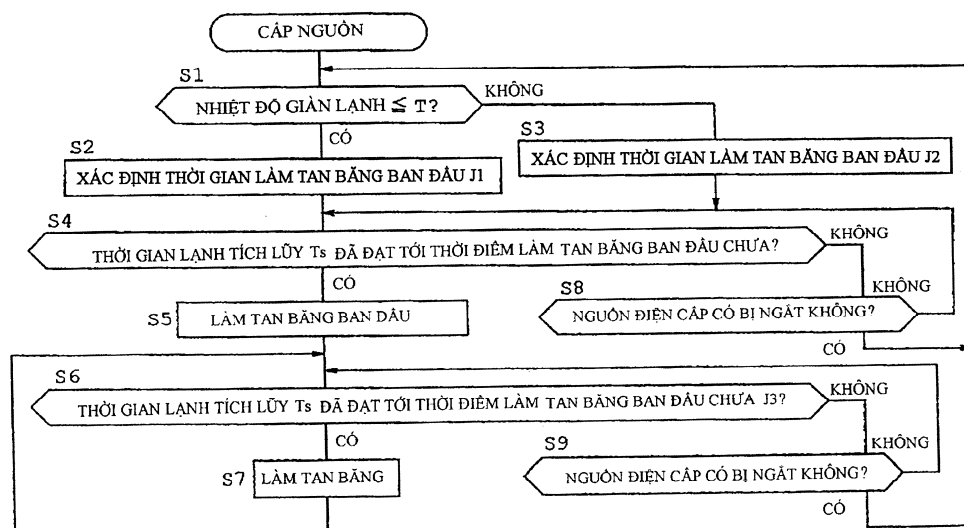 CẤP NGUỒN
S1
NHIỆT ĐỘ GIÀN LẠNH ≦ T?
KHÔNG
CÓ
S2
XÁC ĐỊNH THỜI GIAN LÀM TAN BĂNG BAN ĐẦU J1
S3
XÁC ĐỊNH THỜI GIAN LÀM TAN BĂNG BAN ĐẦU J2
S4
THỜI GIAN LẠNH TÍCH LŨY Ts ĐÃ ĐẠT TỚI THỜI ĐIỂM LÀM TAN BĂNG BAN ĐẦU CHƯA?
KHÔNG
CÓ
S5
LÀM TAN BĂNG BAN DẦU
S8
KHÔNG
NGUỒN ĐIỆN CẤP CÓ BỊ NGẮT KHÔNG?
CÓ
S6
THỜI GIAN LẠNH TÍCH LŨY Ts ĐÃ ĐẠT TỚI THỜI ĐIỂM LÀM TAN BĂNG BAN ĐẦU CHƯA J3?
KHÔNG
CÓ
S7
LÀM TAN BĂNG
S9
KHÔNG
NGUỒN ĐIỆN CẤP CÓ BỊ NGẮT KHÔNG?
CÓ